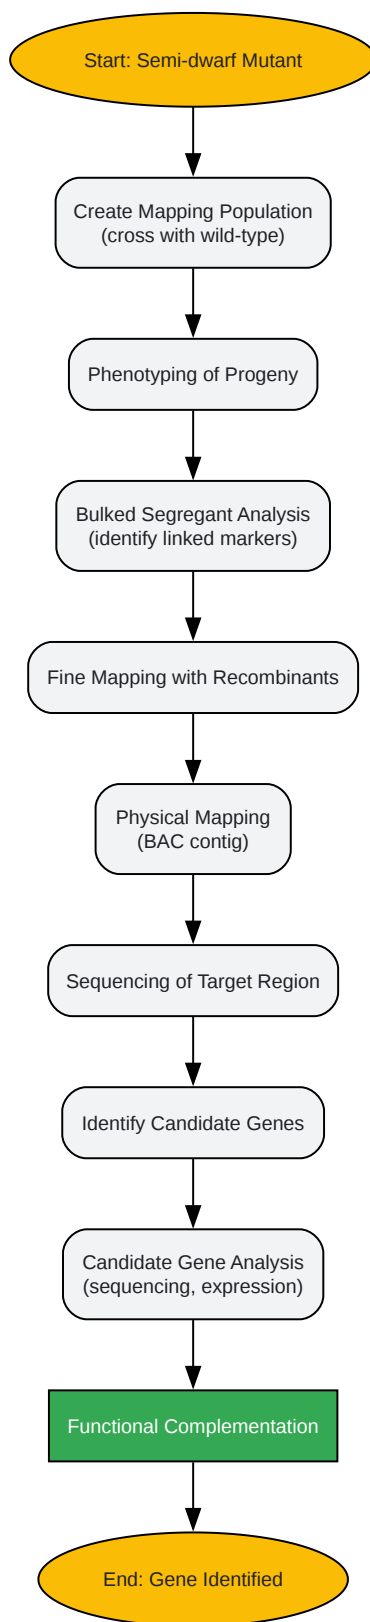 Start: Semi-dwarf Mutant
Create Mapping Population
(cross with wild-type)
Phenotyping of Progeny
Bulked Segregant Analysis
(identify linked markers)
Fine Mapping with Recombinants
Physical Mapping
(BAC contig)
Sequencing of Target Region
Identify Candidate Genes
Candidate Gene Analysis
(sequencing, expression)
Functional Complementation
End: Gene Identified